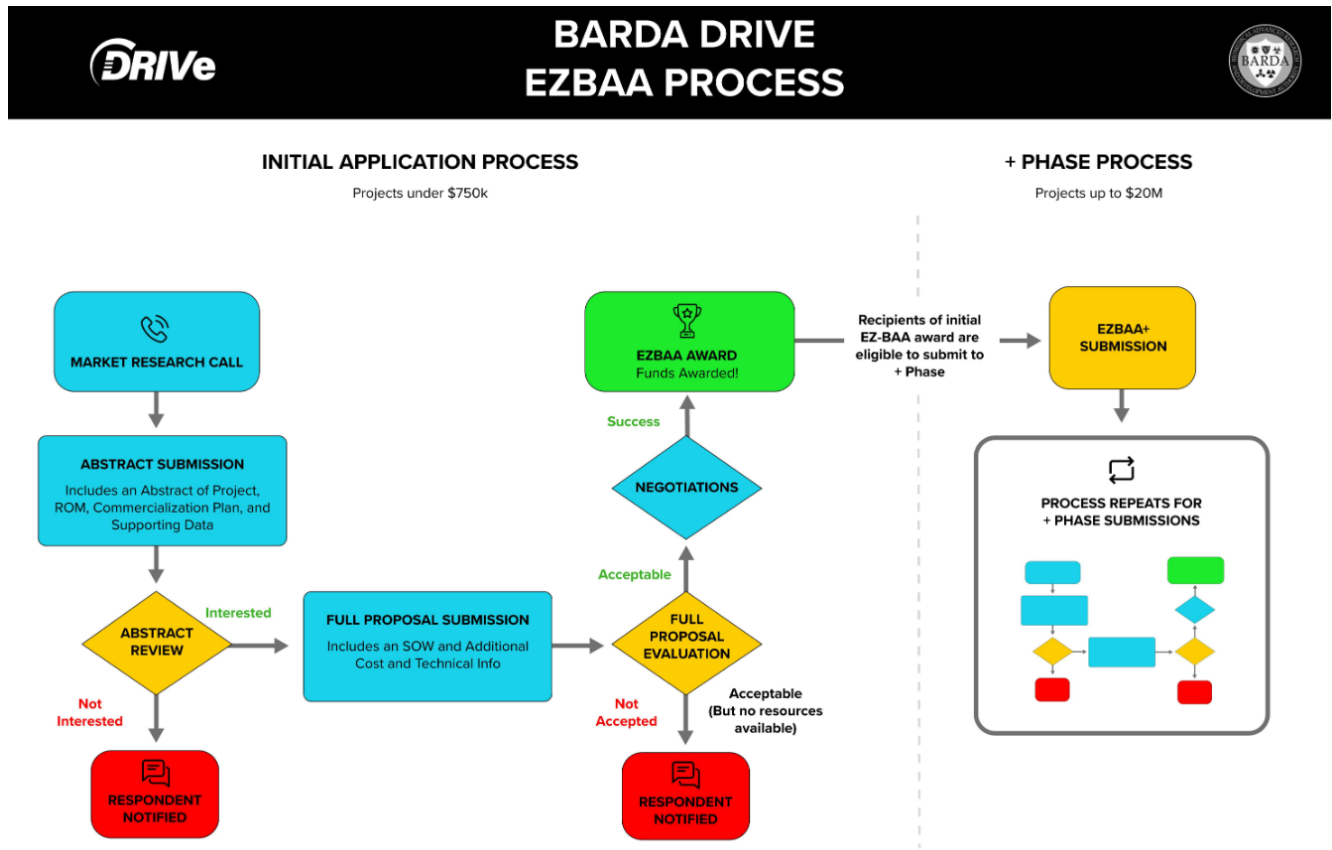 DRIVe
BARDA DRIVE
EZBAA PROCESS
BARDA
INITIAL APPLICATION PROCESS
Projects under $750k
+ PHASE PROCESS
Projects up to $20M
MARKET RESEARCH CALL
ABSTRACT SUBMISSION
Includes an Abstract of Project,
ROM, Commercialization Plan, and
Supporting Data
ABSTRACT
REVIEW
Interested
Not
Interested
RESPONDENT
NOTIFIED
FULL PROPOSAL SUBMISSION
Includes an SOW and Additional
Cost and Technical Info
FULL
PROPOSAL
EVALUATION
Not
Accepted
Acceptable
(But no resources
available)
RESPONDENT
NOTIFIED
Acceptable
NEGOTIATIONS
Success
EZBAA AWARD
Funds Awarded!
Recipients of initial
EZ-BAA award are
eligible to submit to
+ Phase
EZBAA+
SUBMISSION
PROCESS REPEATS FOR
+ PHASE SUBMISSIONS